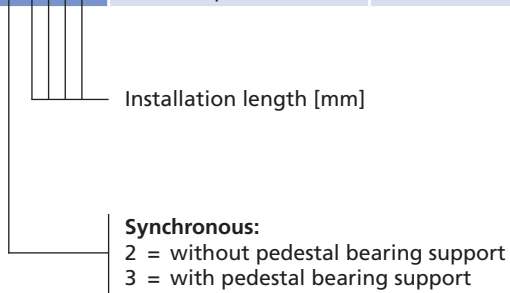 Installation length [mm]
Synchronous:
2 = without pedestal bearing support
3 = with pedestal bearing support